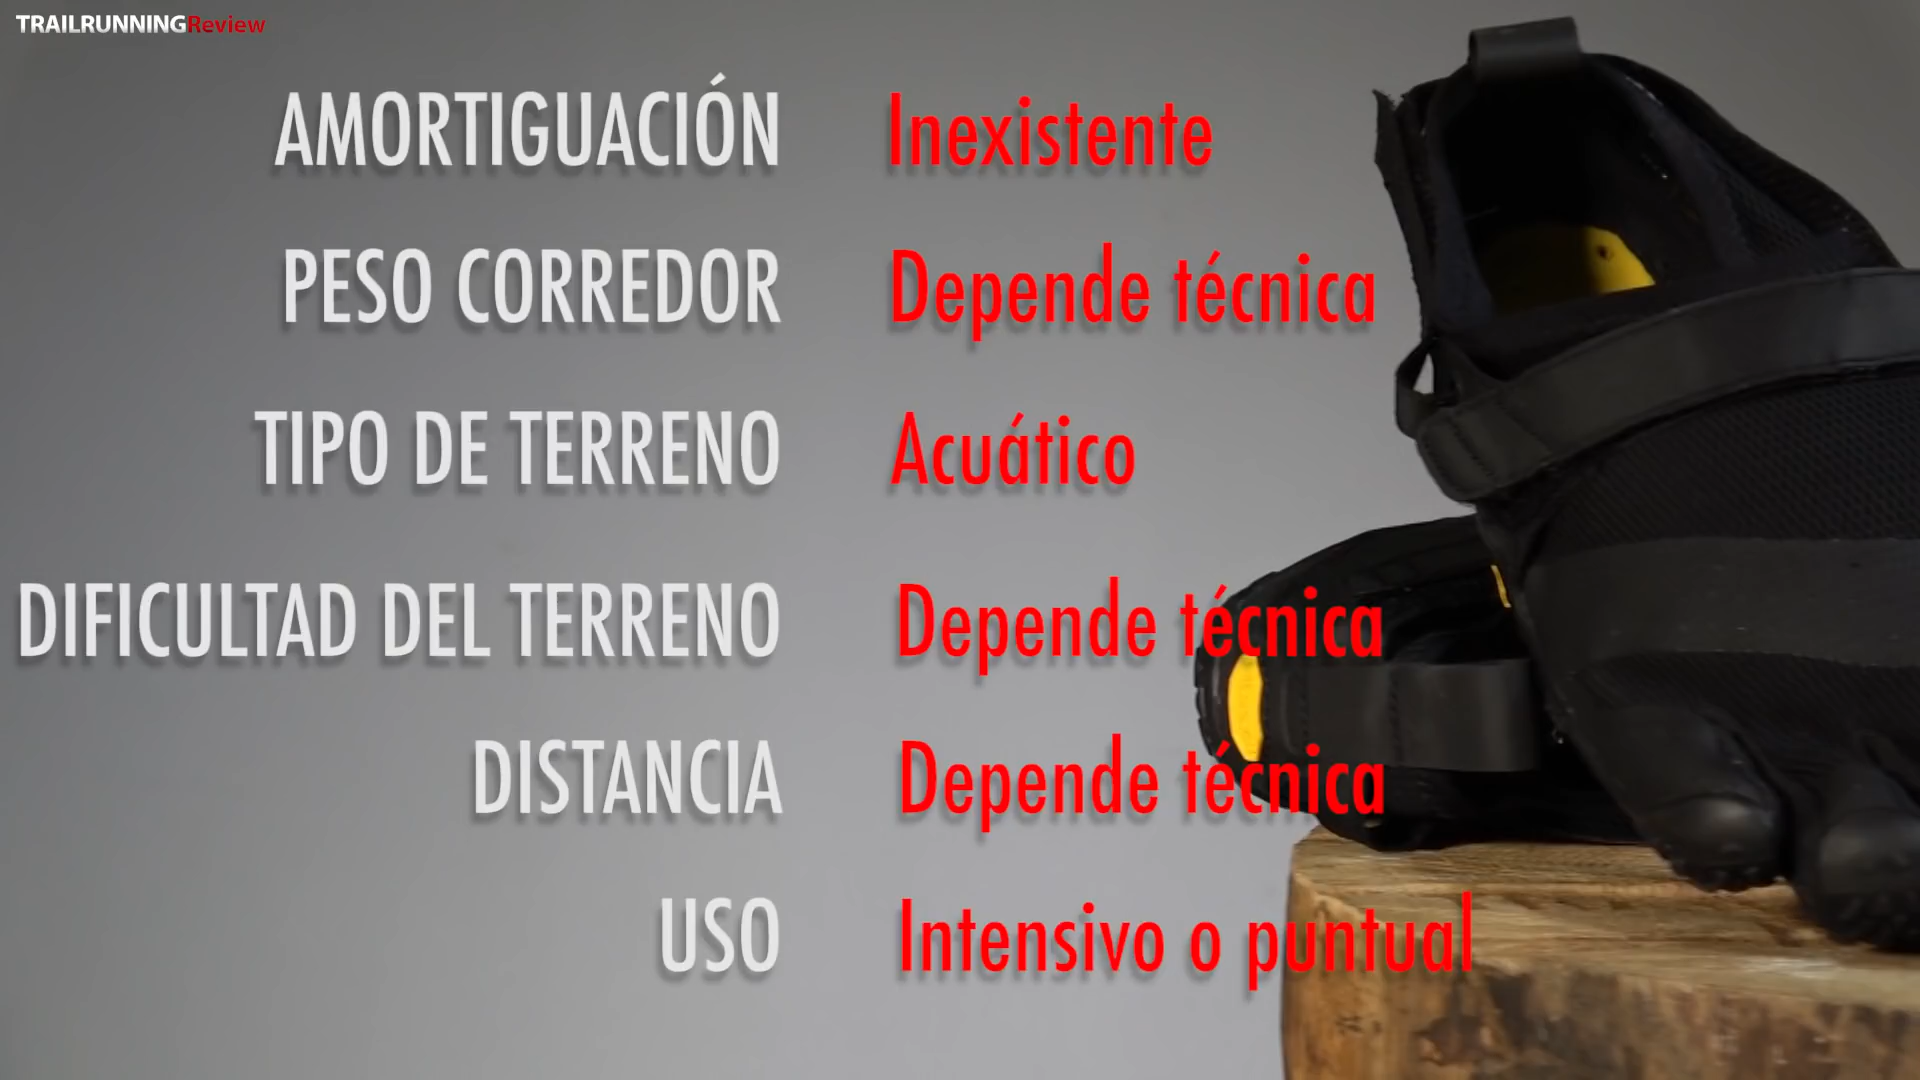 TRAILRUNNINGReview
AMORTIGUACIÓN Inexistente
PESO CORREDOR Depende técnica
TIPO DE TERRENO Acuático
DIFICULTAD DEL TERRENO Depende técnica
DISTANCIA Depende técnica
USO Intensivo o puntual